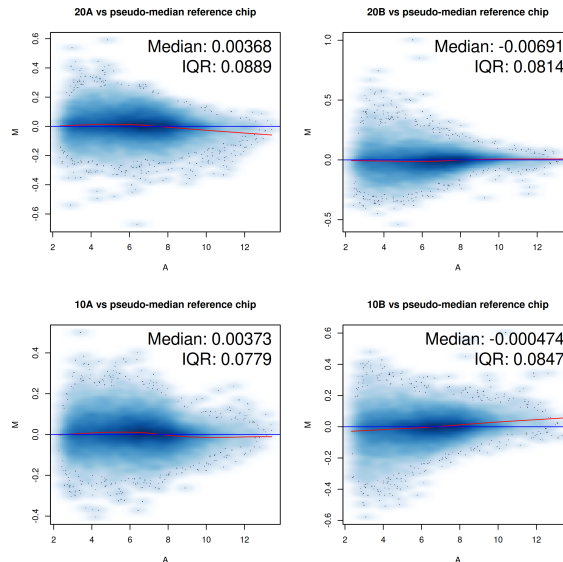 20A vs pseudo-median reference chip
Median: 0.00368
IQR: 0.0889
M
0.6
0.4
0.2
0.0
-0.2
-0.4
-0.6
2 4 6 8 10 12
A
20B vs pseudo-median reference chip
Median: -0.00691
IQR: 0.0814
M
1.0
0.5
0.0
-0.5
2 4 6 8 10 12
A
10A vs pseudo-median reference chip
Median: 0.00373
IQR: 0.0779
M
0.4
0.2
0.0
-0.2
-0.4
2 4 6 8 10 12
A
10B vs pseudo-median reference chip
Median: -0.000474
IQR: 0.0847
M
0.6
0.4
0.2
0.0
-0.2
-0.4
-0.6
2 4 6 8 10 12
A